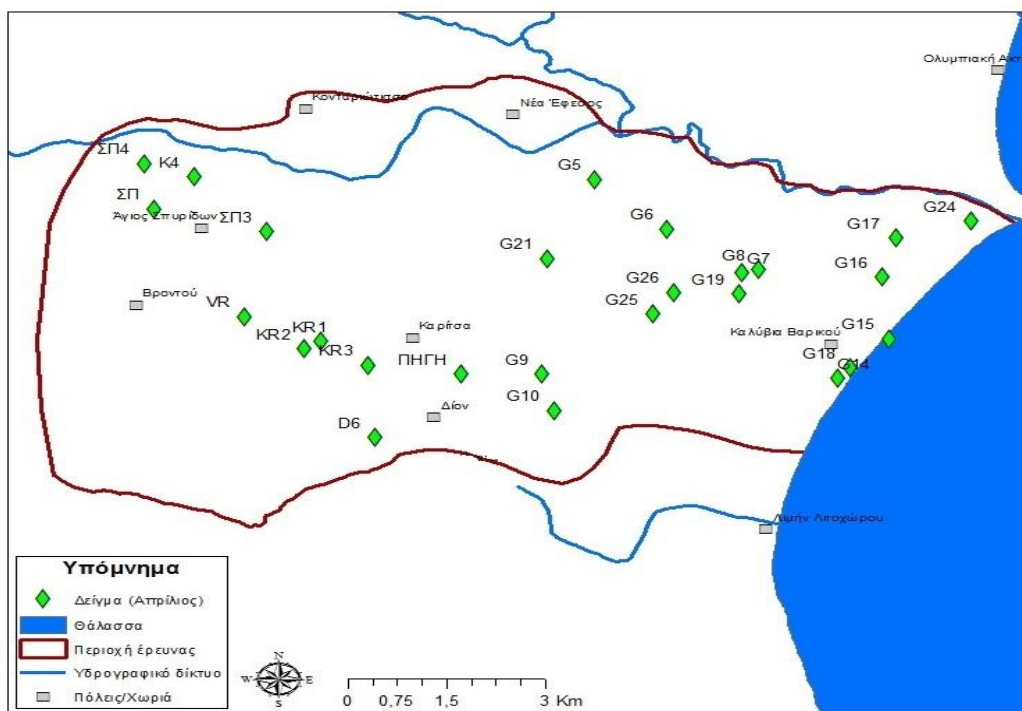 Ολυμπιακή Ακτ
Κονταριώτισσα
Νέα Έφεσος
ΣΠ4
K4
G5
ΣΠ
Άγιος Σπυρίδων
ΣΠ3
G6
G24
G17
G21
G8
G7
G16
G26
G19
G25
Βροντού
VR
KR1
KR2
KR3
Καρίτσα
Καλύβια Βαρικού
G15
ΠΗΓΗ
G9
G18
G14
G10
Δίον
D6
Λιμήν Λιτοχώρου
Υπόμνημα
Δείγμα (Απρίλιος)
Θάλασσα
Περιοχή έρευνας
Υδρογραφικό δίκτυο
Πόλεις/Χωριά
N
W
E
S
0 0,75 1,5 3 Km